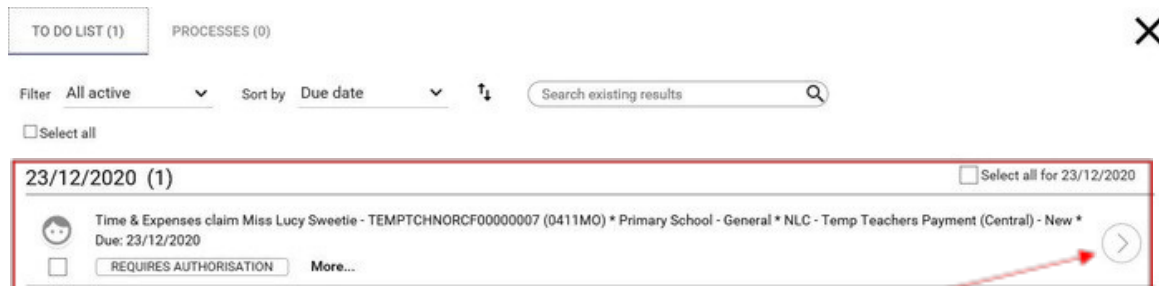 TO DO LIST (1) PROCESSES (0)
Filter All active Sort by Due date Search existing results
Select all
23/12/2020 (1) Select all for 23/12/2020
Time & Expenses claim Miss Lucy Sweetie - TEMPTCHNORCF00000007 (0411MO) * Primary School - General * NLC - Temp Teachers Payment (Central) - New *
Due: 23/12/2020
REQUIRES AUTHORISATION More...